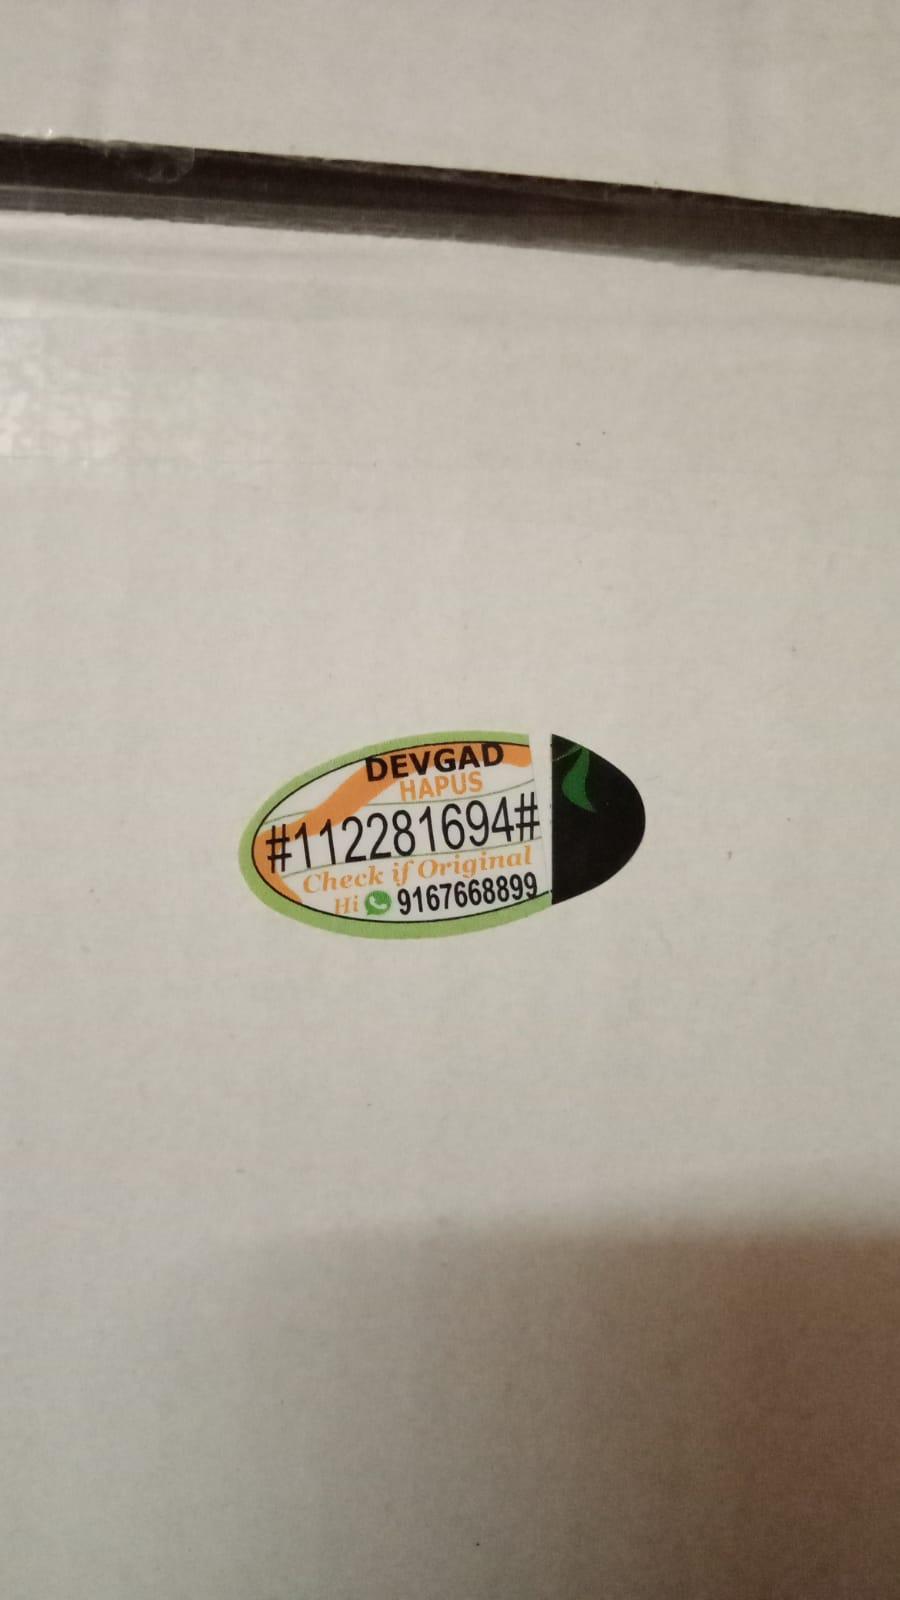 DEVGAD
HAPUS
#112281694#
Check if Original
Hi 9167668899